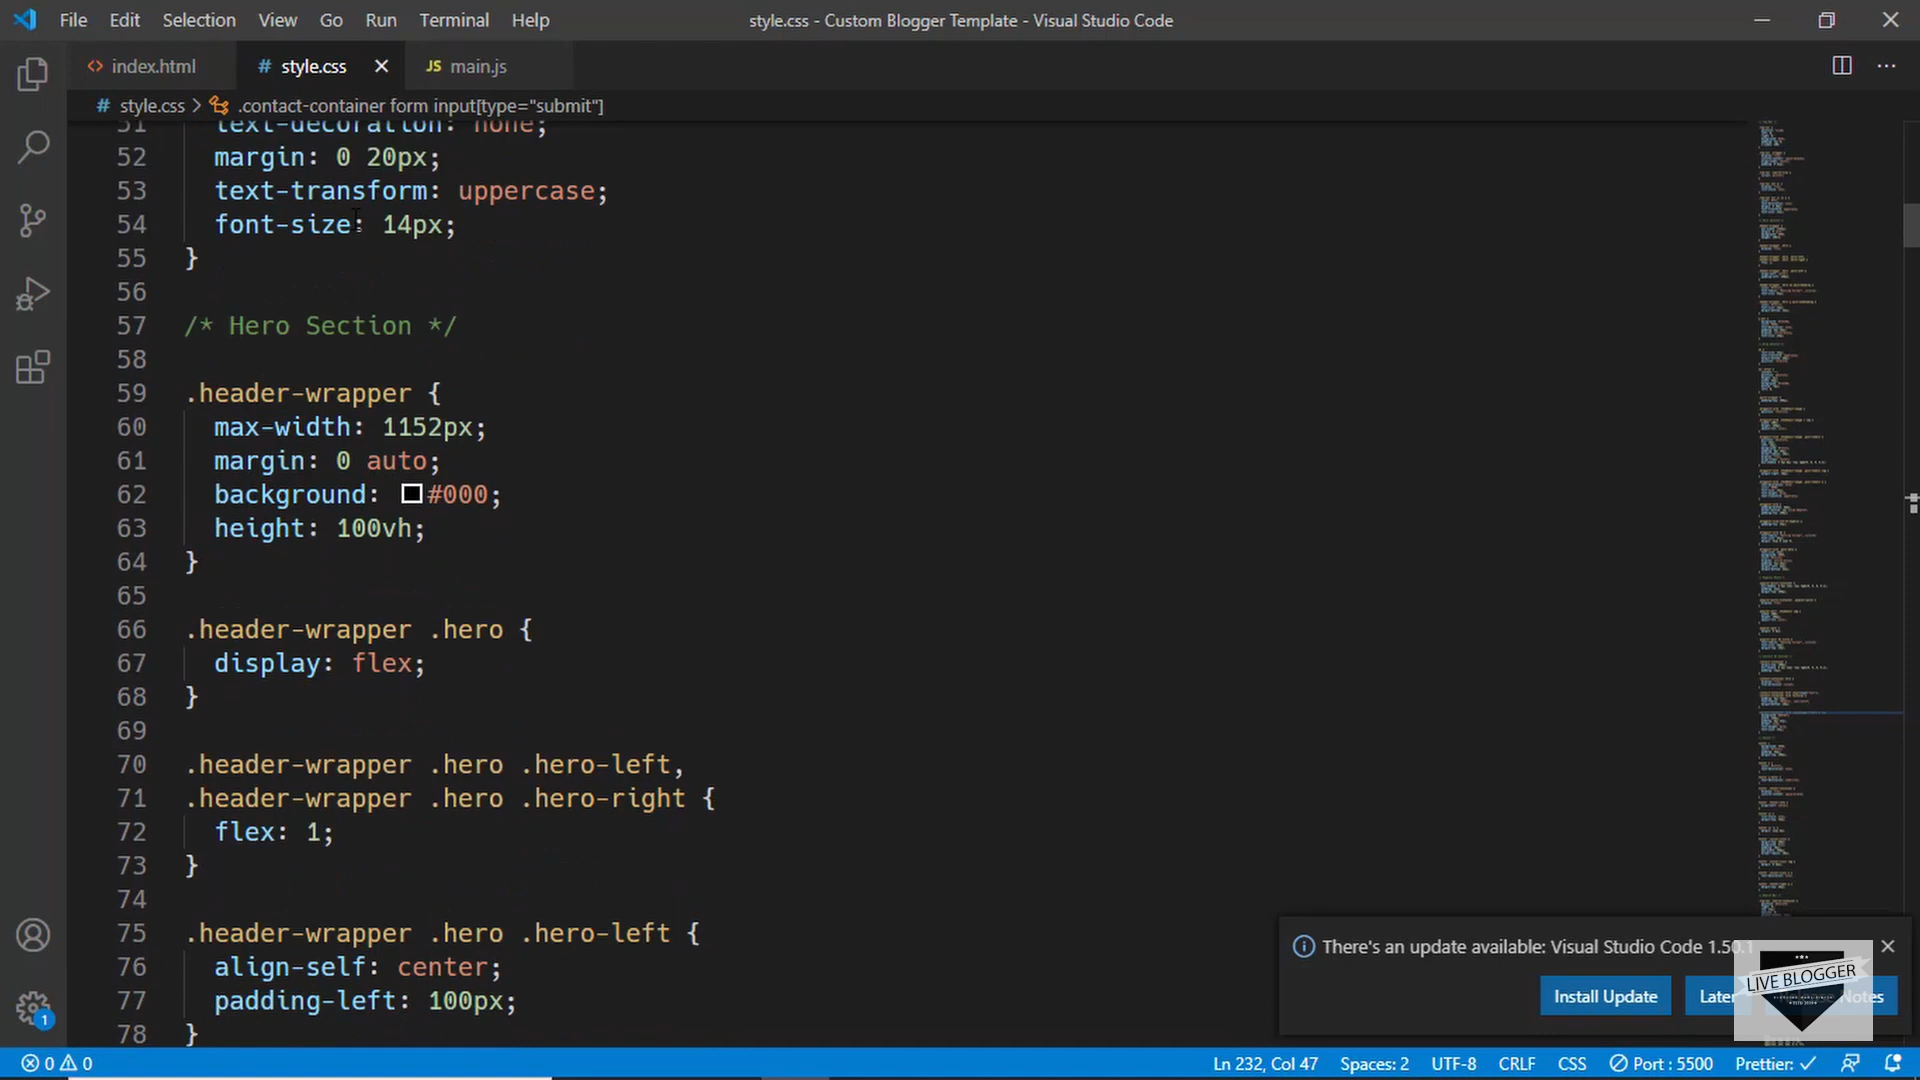 File Edit Selection View Go Run Terminal Help
style.css - Custom Blogger Template - Visual Studio Code
<> index.html
# style.css
JS main.js
# style.css > .contact-container form input[type="submit"]
51 text-decoration: none;
52 margin: 0 20px;
53 text-transform: uppercase;
54 font-size: 14px;
55 }
56
57 /* Hero Section */
58
59 .header-wrapper {
60 max-width: 1152px;
61 margin: 0 auto;
62 background: #000;
63 height: 100vh;
64 }
65
66 .header-wrapper .hero {
67 display: flex;
68 }
69
70 .header-wrapper .hero .hero-left,
71 .header-wrapper .hero .hero-right {
72 flex: 1;
73 }
74
75 .header-wrapper .hero .hero-left {
76 align-self: center;
77 padding-left: 100px;
78 }
There's an update available: Visual Studio Code 1.50.1
Install Update
Later
Notes
LIVE BLOGGER
1
0 0
Ln 232, Col 47
Spaces: 2
UTF-8
CRLF
CSS
Port : 5500
Prettier: ✓